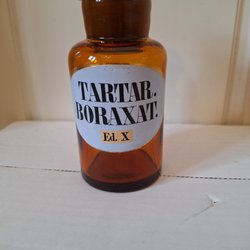 TARTAR.
BORAXAT.
Ed. X